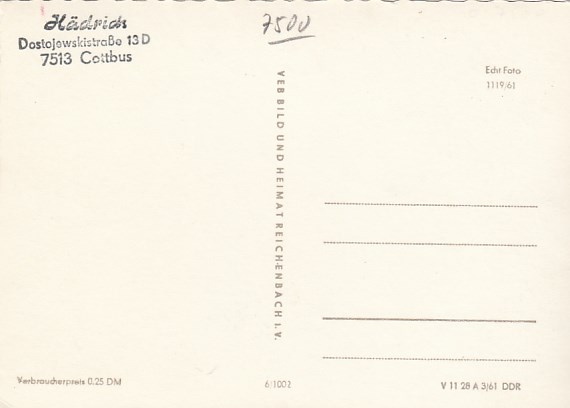 Hädrich
Dostojewskistraße 13 D
7513 Cottbus
7500
Echt Foto
1119/61
VEB BILD UND HEIMAT REICHENBACH I.V.
Verbraucherpreis 0.25 DM
6/1002
V 11 28 A 3/61 DDR